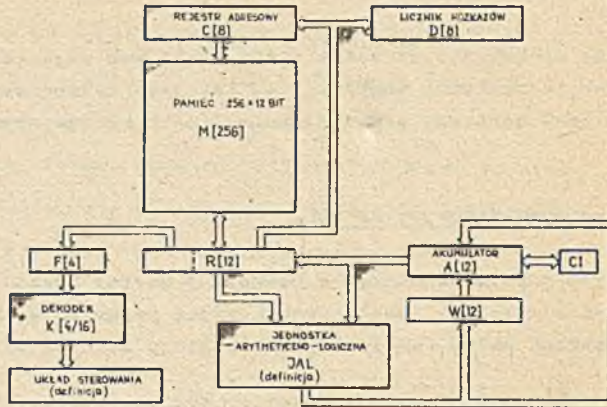 REJESTR ADRESOWY
C[8]
LICZNIK ROZKAZÓW
D[8]
PAMIĘC 256 × 12 BIT
M[256]
F[4]
R[12]
AKUMULATOR
A[12]
C1
DEKODER
K [4/16]
W[12]
JEDNOSTKA
ARYTMETYCZNO-LOGICZNA
JAL
(definicja)
UKŁAD STEROWANIA
(definicja)